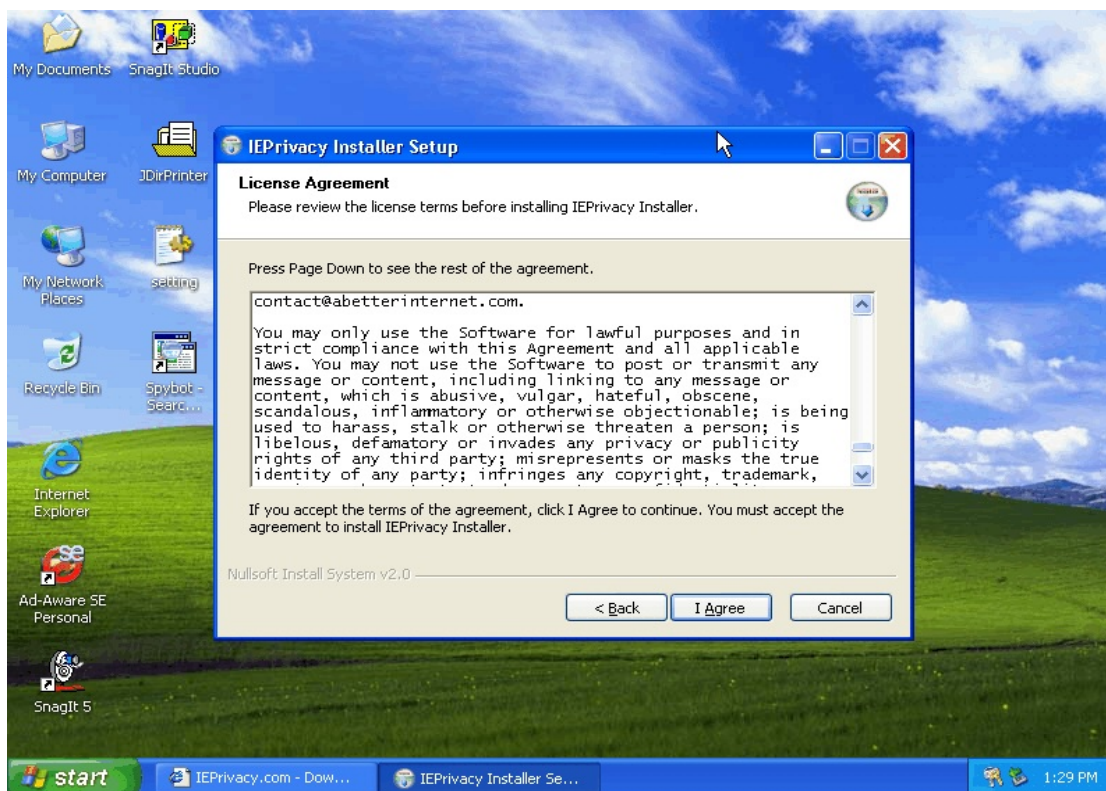 My Documents
SnagIt Studio
My Computer
JDirPrinter
My Network
Places
setting
Recycle Bin
Spybot -
Searc...
Internet
Explorer
Ad-Aware SE
Personal
SnagIt 5
IEPrivacy Installer Setup
License Agreement
Please review the license terms before installing IEPrivacy Installer.
Press Page Down to see the rest of the agreement.
contact@abetterinternet.com.
You may only use the Software for lawful purposes and in
strict compliance with this Agreement and all applicable
laws. You may not use the Software to post or transmit any
message or content, including linking to any message or
content, which is abusive, vulgar, hateful, obscene,
scandalous, inflammatory or otherwise objectionable; is being
used to harass, stalk or otherwise threaten a person; is
libelous, defamatory or invades any privacy or publicity
rights of any third party; misrepresents or masks the true
identity of any party; infringes any copyright, trademark,
If you accept the terms of the agreement, click I Agree to continue. You must accept the
agreement to install IEPrivacy Installer.
Nullsoft Install System v2.0
< Back
I Agree
Cancel
start
IEPrivacy.com - Dow...
IEPrivacy Installer Se...
1:29 PM